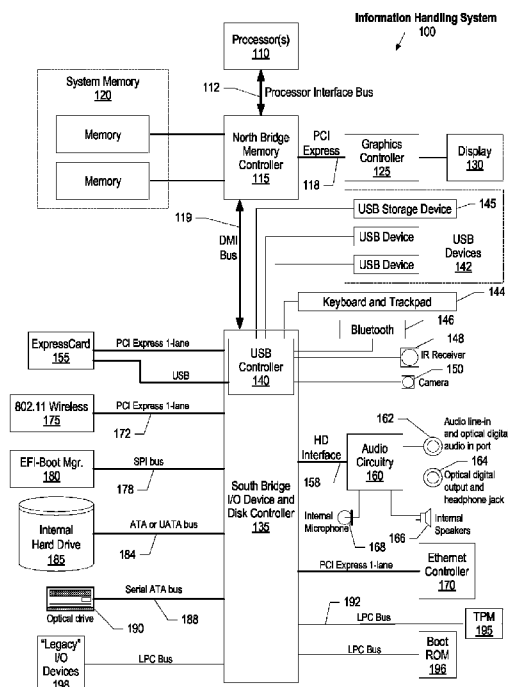 Information Handling System
100
Processor(s)
110
System Memory
120
Memory
Memory
112
Processor Interface Bus
North Bridge
Memory
Controller
115
PCI
Express
118
Graphics
Controller
125
Display
130
119
DMI
Bus
USB Storage Device
145
USB Device
USB Device
USB
Devices
142
144
Keyboard and Trackpad
146
Bluetooth
148
IR Receiver
150
Camera
ExpressCard
155
PCI Express 1-lane
USB
USB
Controller
140
802.11 Wireless
175
PCI Express 1-lane
172
EFI-Boot Mgr.
180
SPI bus
178
South Bridge
I/O Device and
Disk Controller
135
HD
Interface
158
Audio
Circuitry
160
162
Audio line-in
and optical digital
audio in port
164
Optical digital
output and
headphone jack
Internal
Microphone
168
166
Internal
Speakers
Internal
Hard Drive
185
ATA or UATA bus
184
PCI Express 1-lane
Ethernet
Controller
170
Serial ATA bus
188
Optical drive
190
192
LPC Bus
TPM
195
"Legacy"
I/O
Devices
198
LPC Bus
LPC Bus
Boot
ROM
196